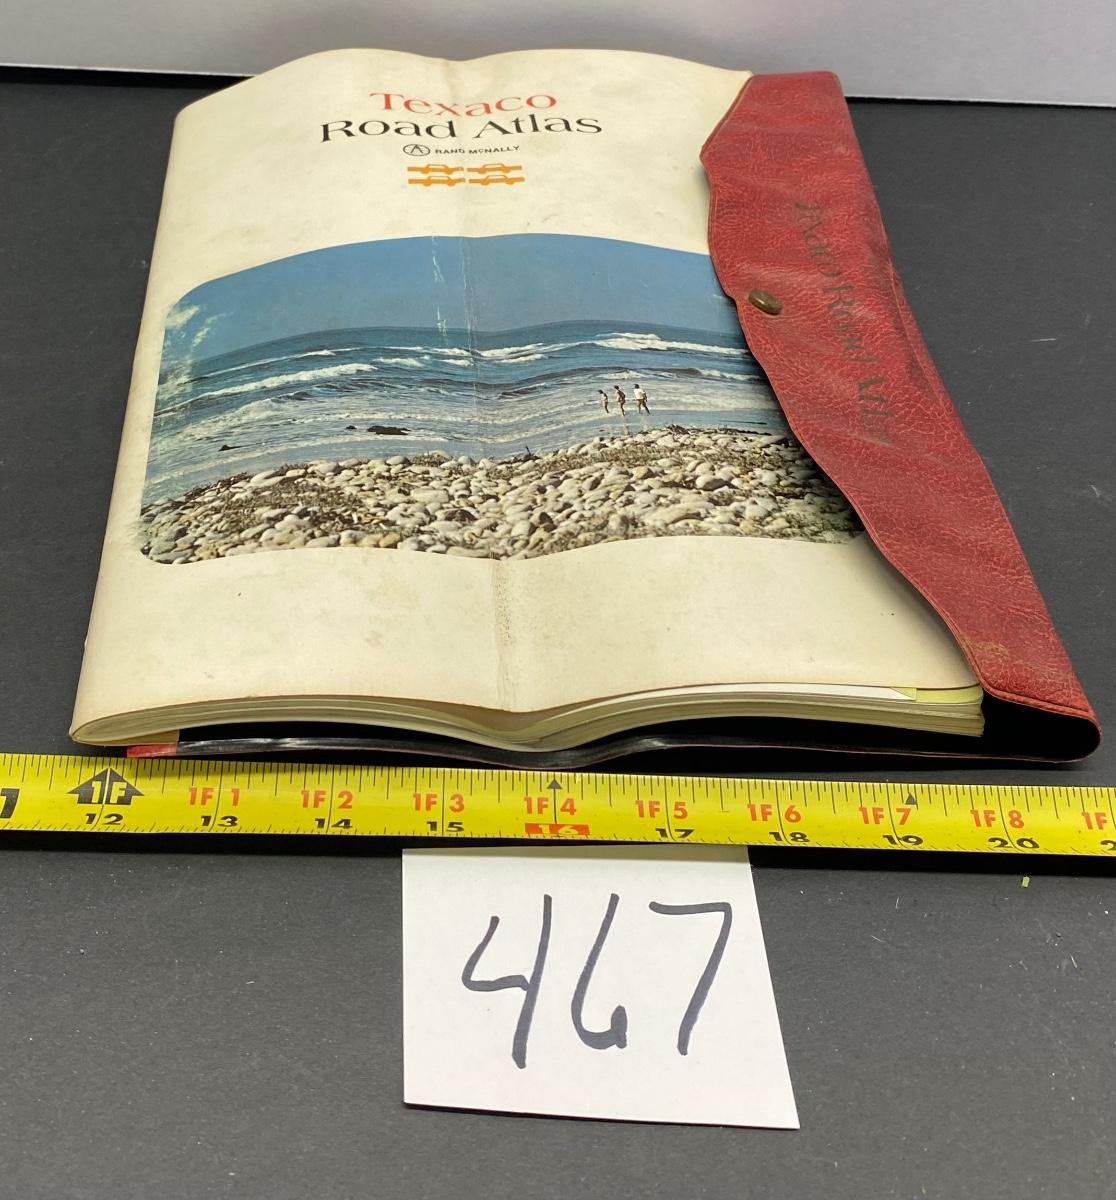 Texaco
Road Atlas
RAND McNALLY
Texaco Road Atlas
1F 1F 1 1F 2 1F 3 1F 4 1F 5 1F 6 1F 7 1F 8 1F
12 13 14 15 16 17 18 19 20
467